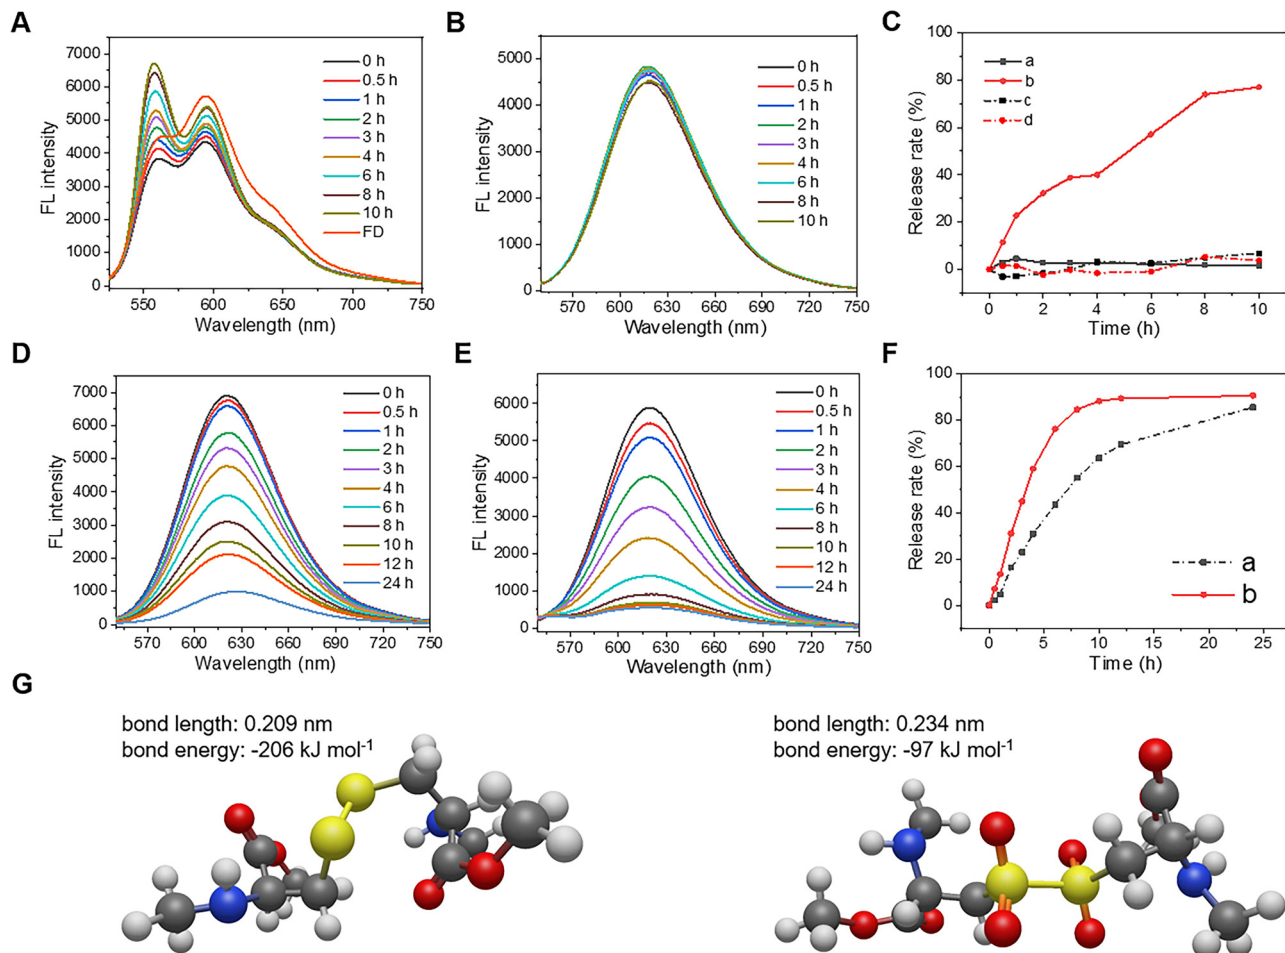 A
7000
6000
5000
4000
3000
2000
1000
0
FL intensity
550
600
650
700
750
Wavelength (nm)
0 h
0.5 h
1 h
2 h
3 h
4 h
6 h
8 h
10 h
FD
B
5000
4000
3000
2000
1000
0
FL intensity
570
600
630
660
690
720
750
Wavelength (nm)
0 h
0.5 h
1 h
2 h
3 h
4 h
6 h
8 h
10 h
C
100
80
60
40
20
0
Release rate (%)
0
2
4
6
8
10
Time (h)
a
b
c
d
D
7000
6000
5000
4000
3000
2000
1000
0
FL intensity
570
600
630
660
690
720
750
Wavelength (nm)
0 h
0.5 h
1 h
2 h
3 h
4 h
6 h
8 h
10 h
12 h
24 h
E
6000
5000
4000
3000
2000
1000
0
FL intensity
570
600
630
660
690
720
750
Wavelength (nm)
0 h
0.5 h
1 h
2 h
3 h
4 h
6 h
8 h
10 h
12 h
24 h
F
100
80
60
40
20
0
Release rate (%)
0
5
10
15
20
25
Time (h)
a
b
G
bond length: 0.209 nm
bond energy: -206 kJ mol⁻¹
bond length: 0.234 nm
bond energy: -97 kJ mol⁻¹